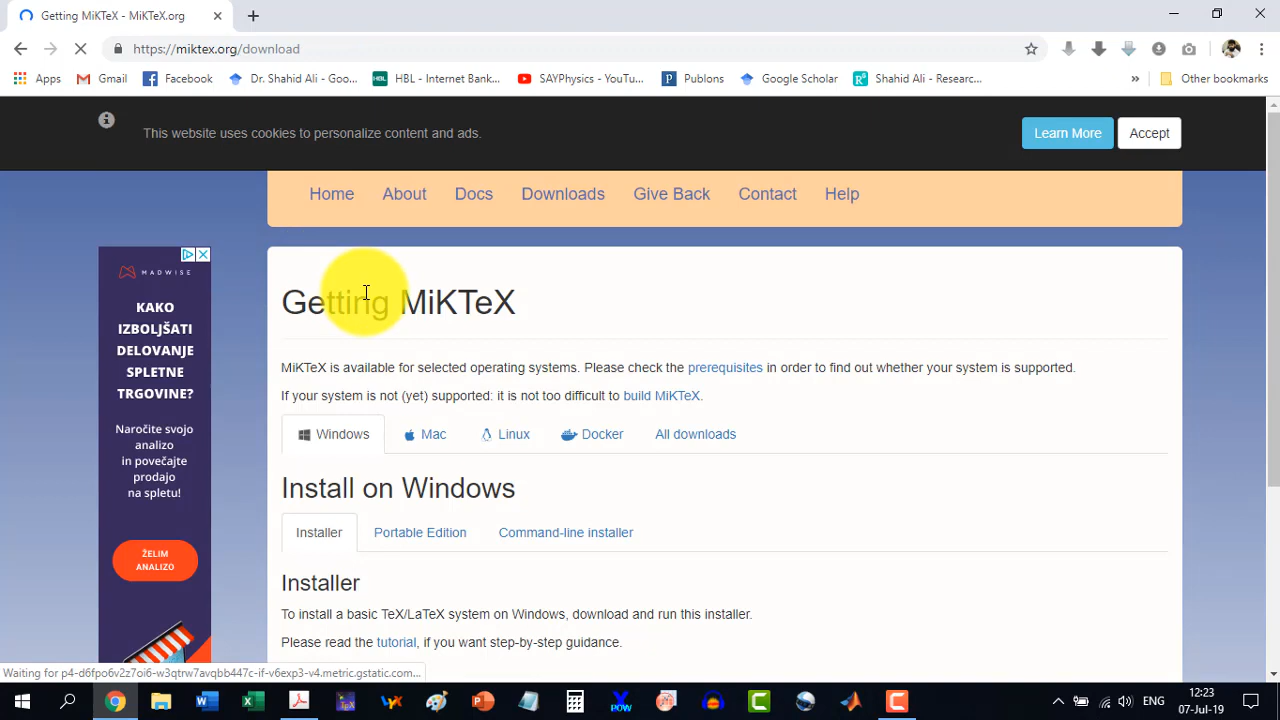 Getting MiKTeX - MiKTeX.org
https://miktex.org/download
Apps Gmail Facebook Dr. Shahid Ali - Goo... HBL - Internet Bank... SAYPhysics - YouTu... Publons Google Scholar Shahid Ali - Researc... » Other bookmarks
This website uses cookies to personalize content and ads.
Learn More Accept
Home About Docs Downloads Give Back Contact Help
MADWISE
KAKO
IZBOLJŠATI
DELOVANJE
SPLETNE
TRGOVINE?
Naročite svojo
analizo
in povečajte
prodajo
na spletu!
ŽELIM
ANALIZO
Getting MiKTeX
MiKTeX is available for selected operating systems. Please check the prerequisites in order to find out whether your system is supported.
If your system is not (yet) supported: it is not too difficult to build MiKTeX.
Windows Mac Linux Docker All downloads
Install on Windows
Installer Portable Edition Command-line installer
Installer
To install a basic TeX/LaTeX system on Windows, download and run this installer.
Please read the tutorial, if you want step-by-step guidance.
Waiting for p4-d6fpo6v2z7oi6-w3qtrw7avqbb447c-if-v6exp3-v4.metric.gstatic.com...
ENG
12:23
07-Jul-19